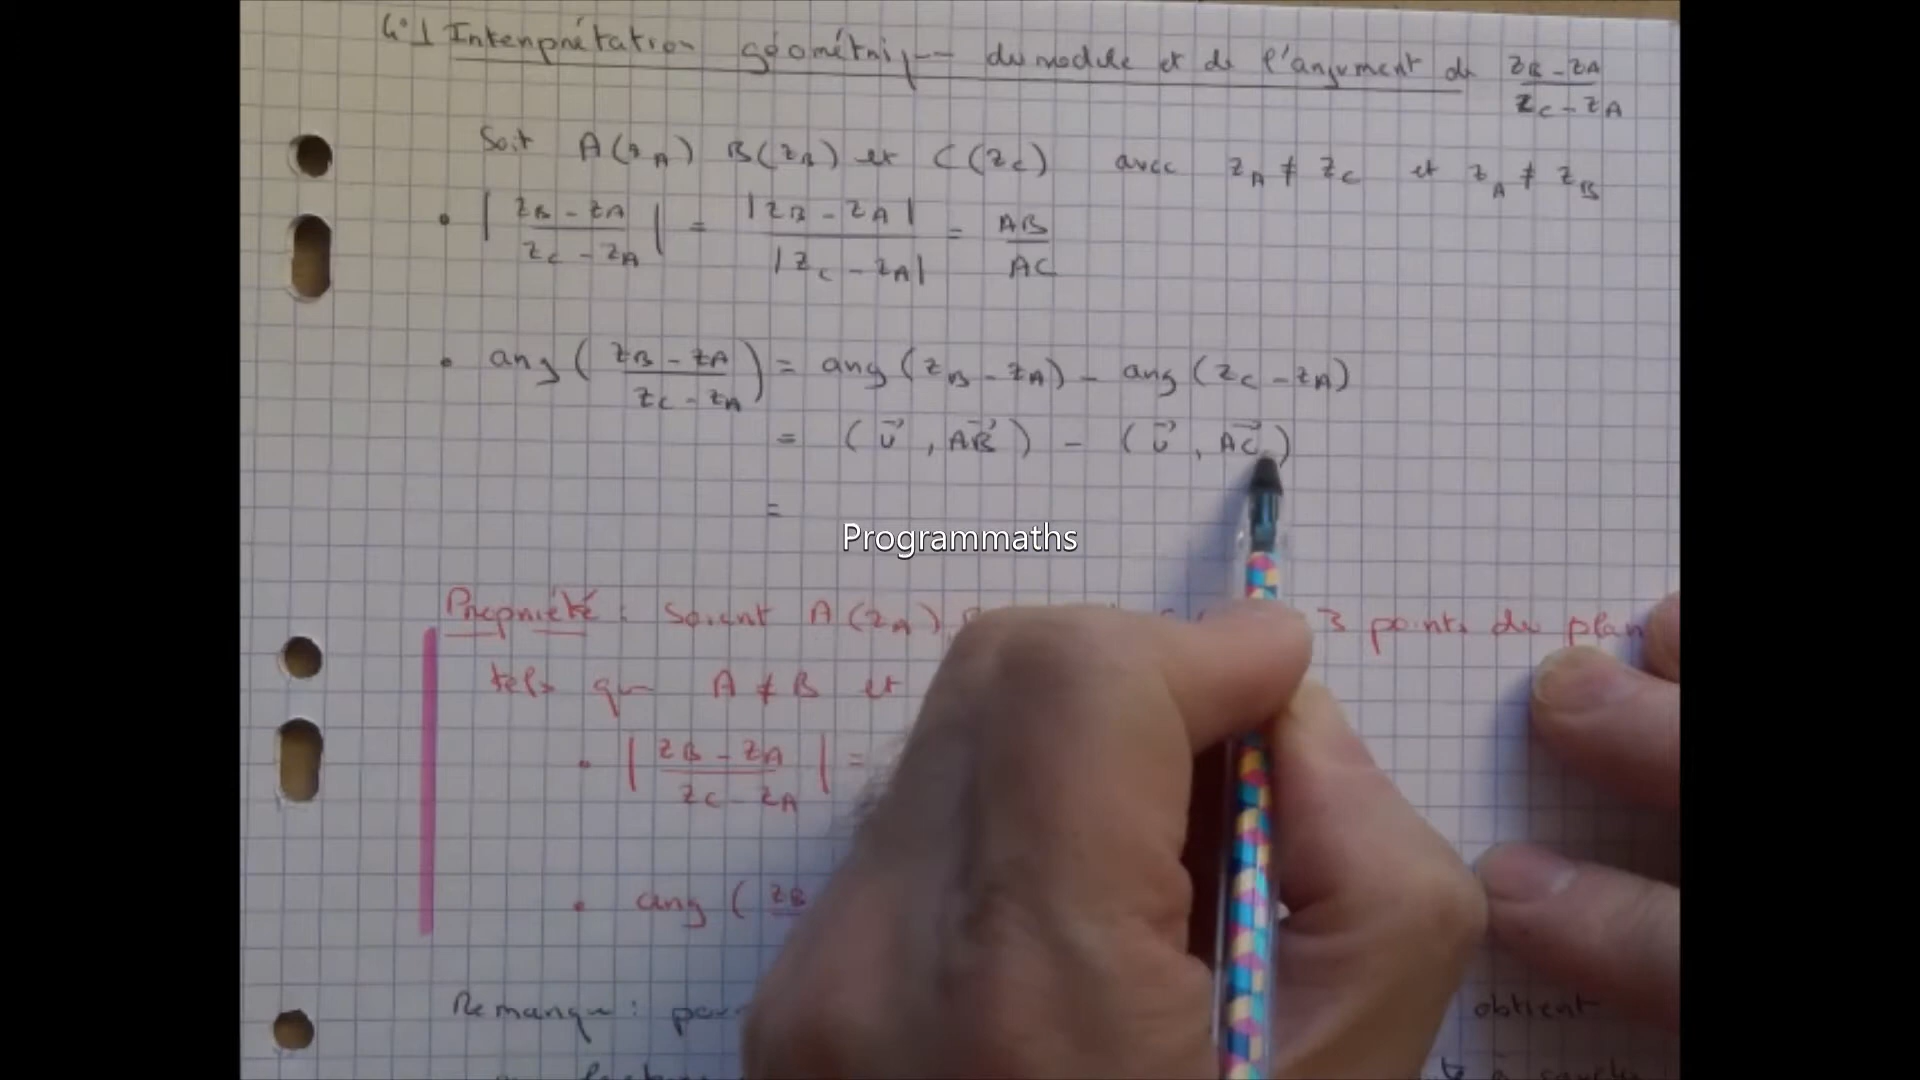 4.1 Interprétation géométrique du module et de l'argument de (zB - zA)/(zC - zA)
Soit A(zA) B(zB) et C(zC) avec zA ≠ zC et zA ≠ zB
• |(zB - zA)/(zC - zA)| = |zB - zA|/|zC - zA| = AB/AC
• arg((zB - zA)/(zC - zA)) = arg(zB - zA) - arg(zC - zA)
= (u⃗, AB⃗) - (u⃗, AC⃗)
=
Programmaths
Propriété : Soient A(zA) 3 points du plan
tels que A ≠ B et
• |(zB - zA)/(zC - zA)| =
• arg( zB
Remarque : par obtient